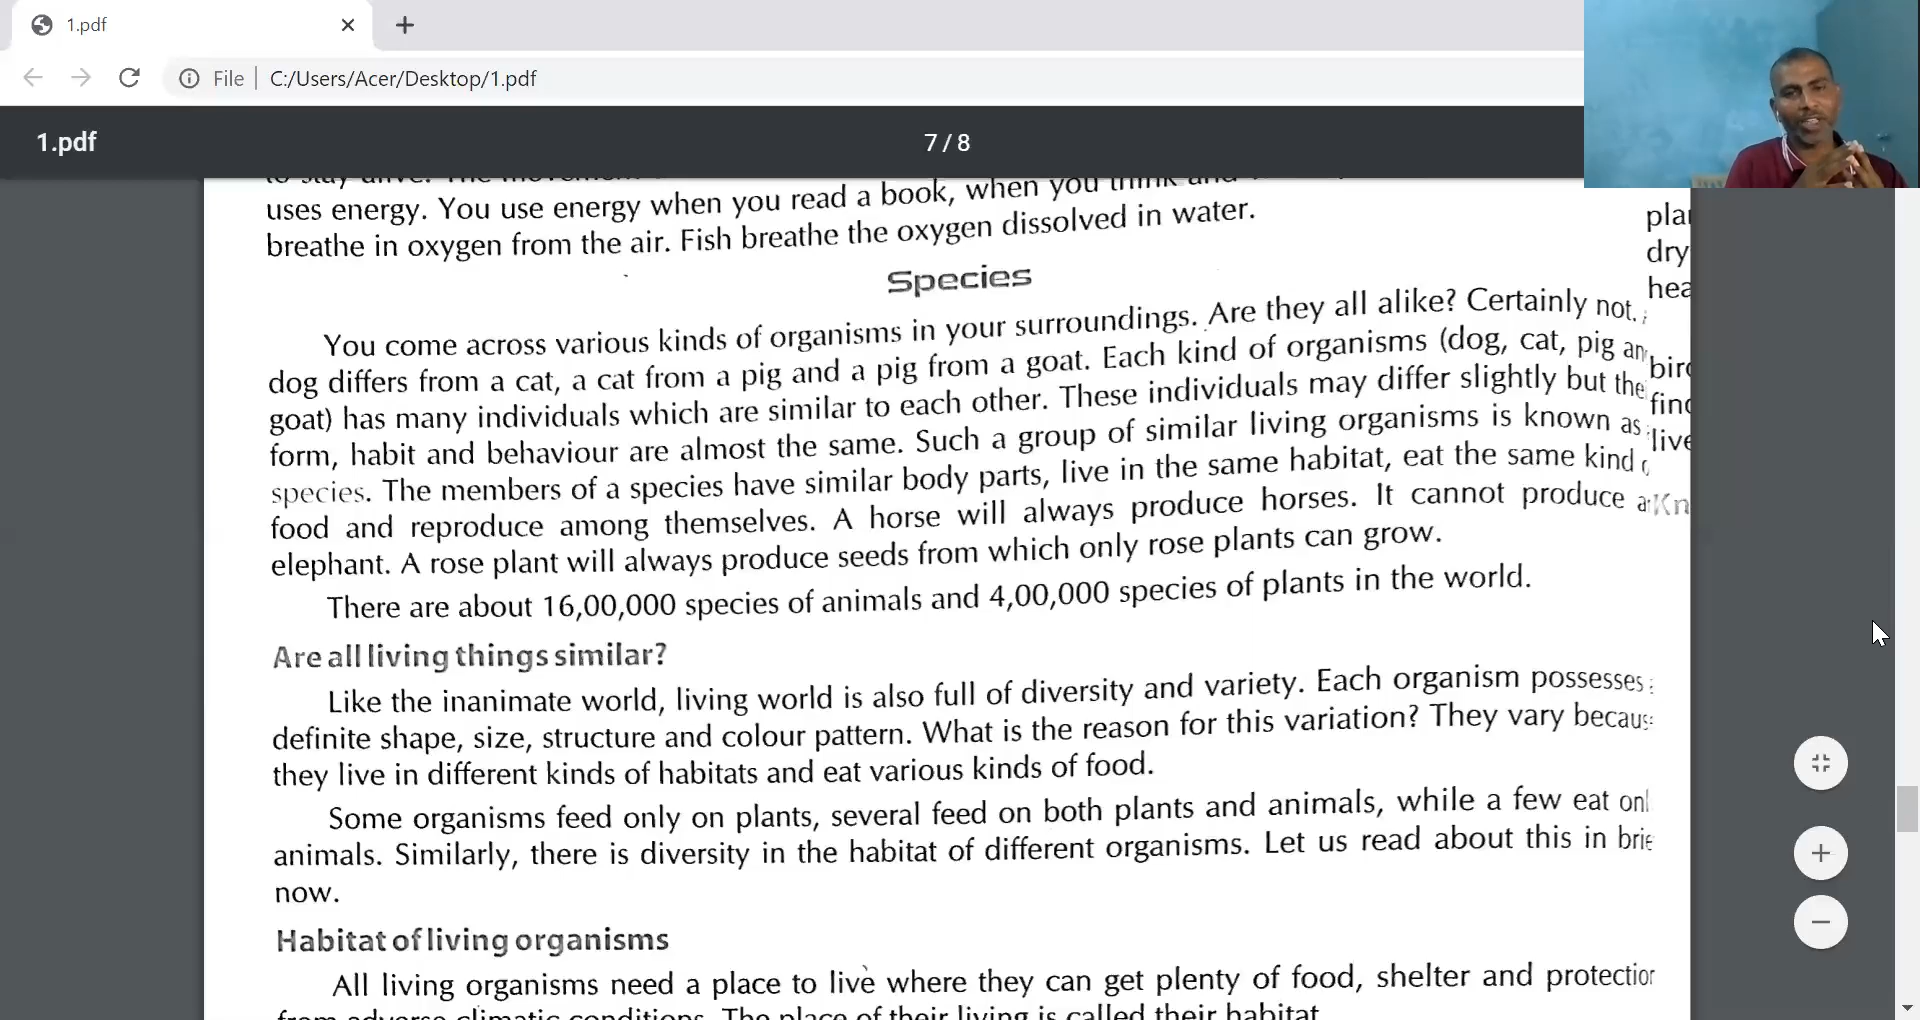 1.pdf
File
C:/Users/Acer/Desktop/1.pdf
1.pdf
7 / 8
to stay alive. The movement
uses energy. You use energy when you read a book, when you think and
breathe in oxygen from the air. Fish breathe the oxygen dissolved in water.
Species
You come across various kinds of organisms in your surroundings. Are they all alike? Certainly not.
dog differs from a cat, a cat from a pig and a pig from a goat. Each kind of organisms (dog, cat, pig an
goat) has many individuals which are similar to each other. These individuals may differ slightly but the
form, habit and behaviour are almost the same. Such a group of similar living organisms is known as
species. The members of a species have similar body parts, live in the same habitat, eat the same kind
food and reproduce among themselves. A horse will always produce horses. It cannot produce a
elephant. A rose plant will always produce seeds from which only rose plants can grow.
There are about 16,00,000 species of animals and 4,00,000 species of plants in the world.
Are all living things similar?
Like the inanimate world, living world is also full of diversity and variety. Each organism possesses
definite shape, size, structure and colour pattern. What is the reason for this variation? They vary becaus
they live in different kinds of habitats and eat various kinds of food.
Some organisms feed only on plants, several feed on both plants and animals, while a few eat onl
animals. Similarly, there is diversity in the habitat of different organisms. Let us read about this in brie
now.
Habitat of living organisms
All living organisms need a place to live where they can get plenty of food, shelter and protection
from adverse climatic conditions. The place of their living is called their habitat.
pla
dry
hea
bir
fin
live
Kn